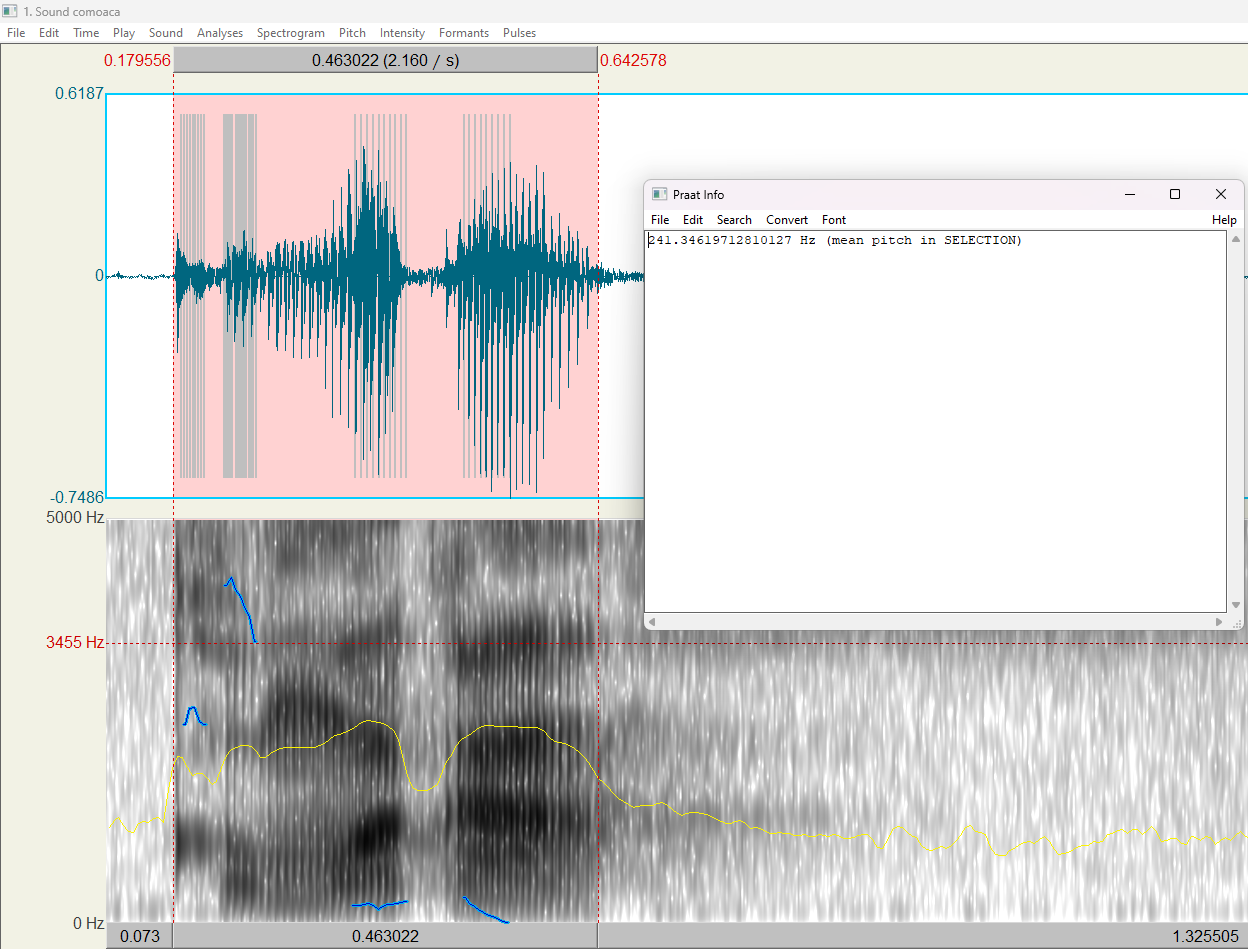 1. Sound comoaca
File Edit Time Play Sound Analyses Spectrogram Pitch Intensity Formants Pulses
0.179556 0.463022 (2.160 / s) 0.642578
0.6187
0
-0.7486
5000 Hz
3455 Hz
0 Hz
0.073 0.463022 1.325505
Praat Info
File Edit Search Convert Font Help
241.34619712810127 Hz (mean pitch in SELECTION)